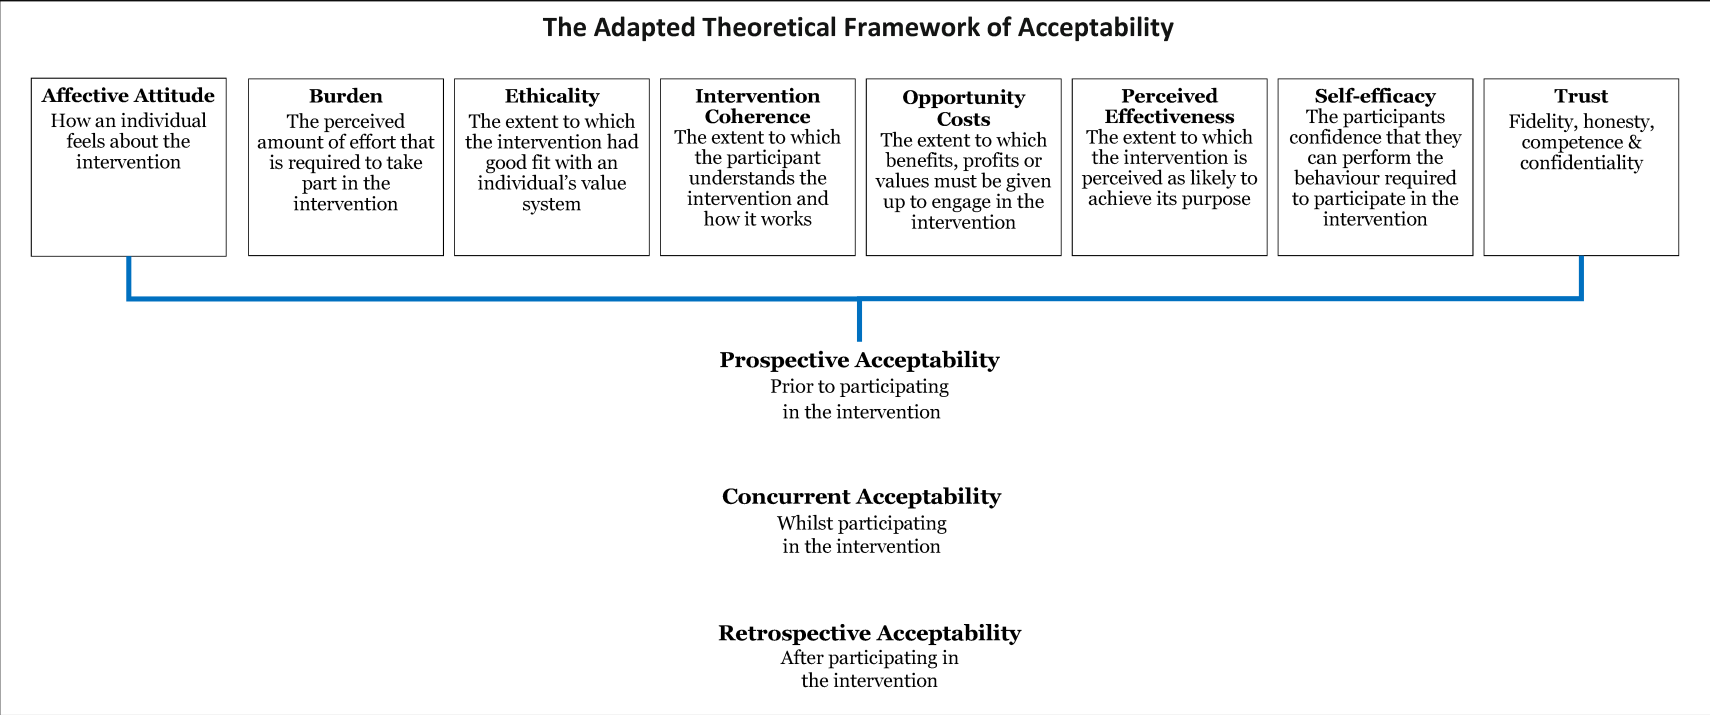 The Adapted Theoretical Framework of Acceptability
Affective Attitude
How an individual
feels about the
intervention
Burden
The perceived
amount of effort that
is required to take
part in the
intervention
Ethicality
The extent to which
the intervention had
good fit with an
individual’s value
system
Intervention
Coherence
The extent to which
the participant
understands the
intervention and
how it works
Opportunity
Costs
The extent to which
benefits, profits or
values must be given
up to engage in the
intervention
Perceived
Effectiveness
The extent to which
the intervention is
perceived as likely to
achieve its purpose
Self-efficacy
The participants
confidence that they
can perform the
behaviour required
to participate in the
intervention
Trust
Fidelity, honesty,
competence &
confidentiality
Prospective Acceptability
Prior to participating
in the intervention
Concurrent Acceptability
Whilst participating
in the intervention
Retrospective Acceptability
After participating in
the intervention